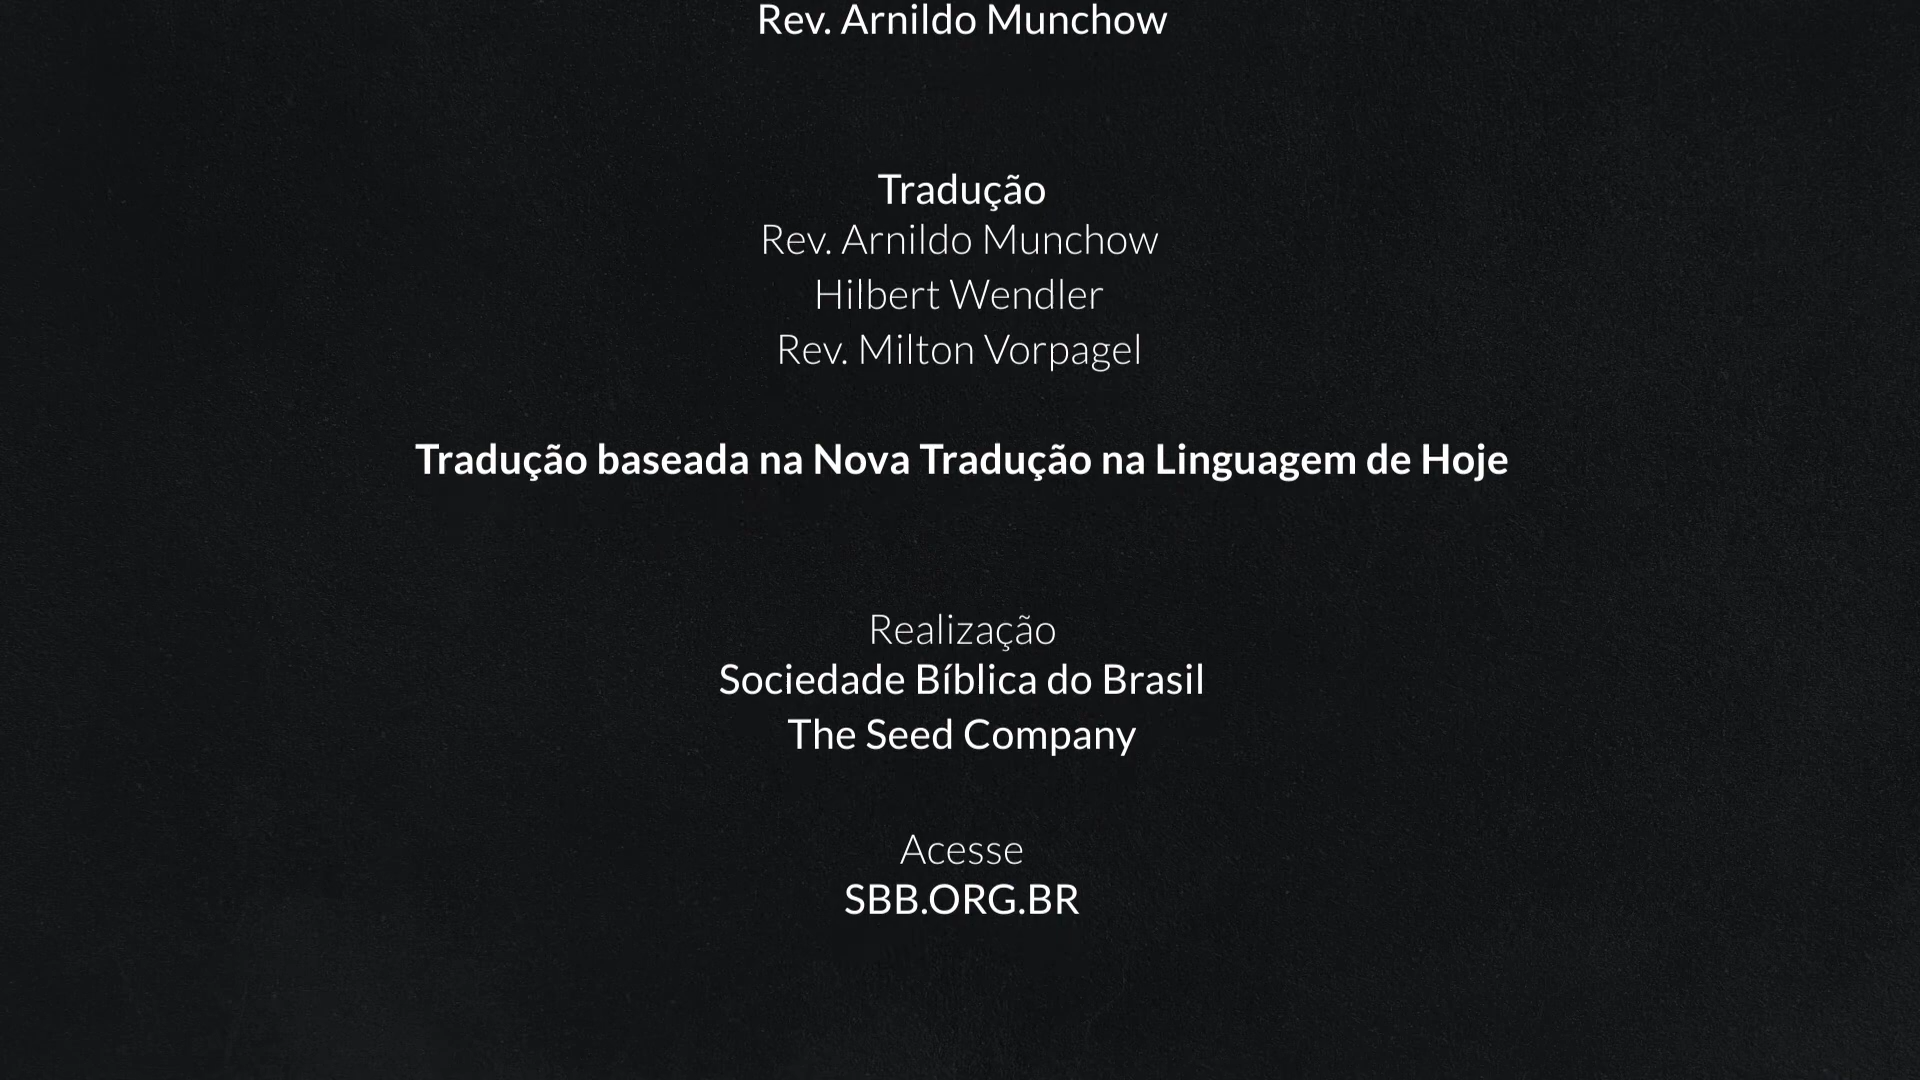 Rev. Arnildo Munchow
Tradução
Rev. Arnildo Munchow
Hilbert Wendler
Rev. Milton Vorpagel
Tradução baseada na Nova Tradução na Linguagem de Hoje
Realização
Sociedade Bíblica do Brasil
The Seed Company
Acesse
SBB.ORG.BR